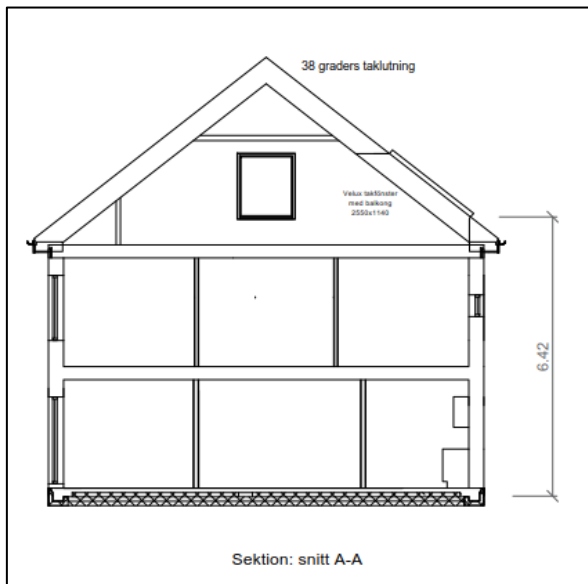 38 graders taklutning
Velux takfönster
med balkong
2550x1140
6.42
Sektion: snitt A-A